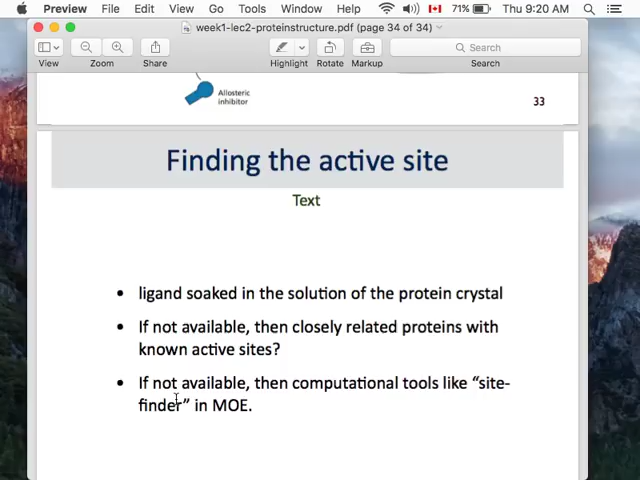 Preview File Edit View Go Tools Window Help 71% Thu 9:20 AM
week1-lec2-proteinstructure.pdf (page 34 of 34)
Search
View Zoom Share Highlight Rotate Markup Search
Allosteric
inhibitor
33
Finding the active site
Text
• ligand soaked in the solution of the protein crystal
• If not available, then closely related proteins with
known active sites?
• If not available, then computational tools like “site-
finder” in MOE.